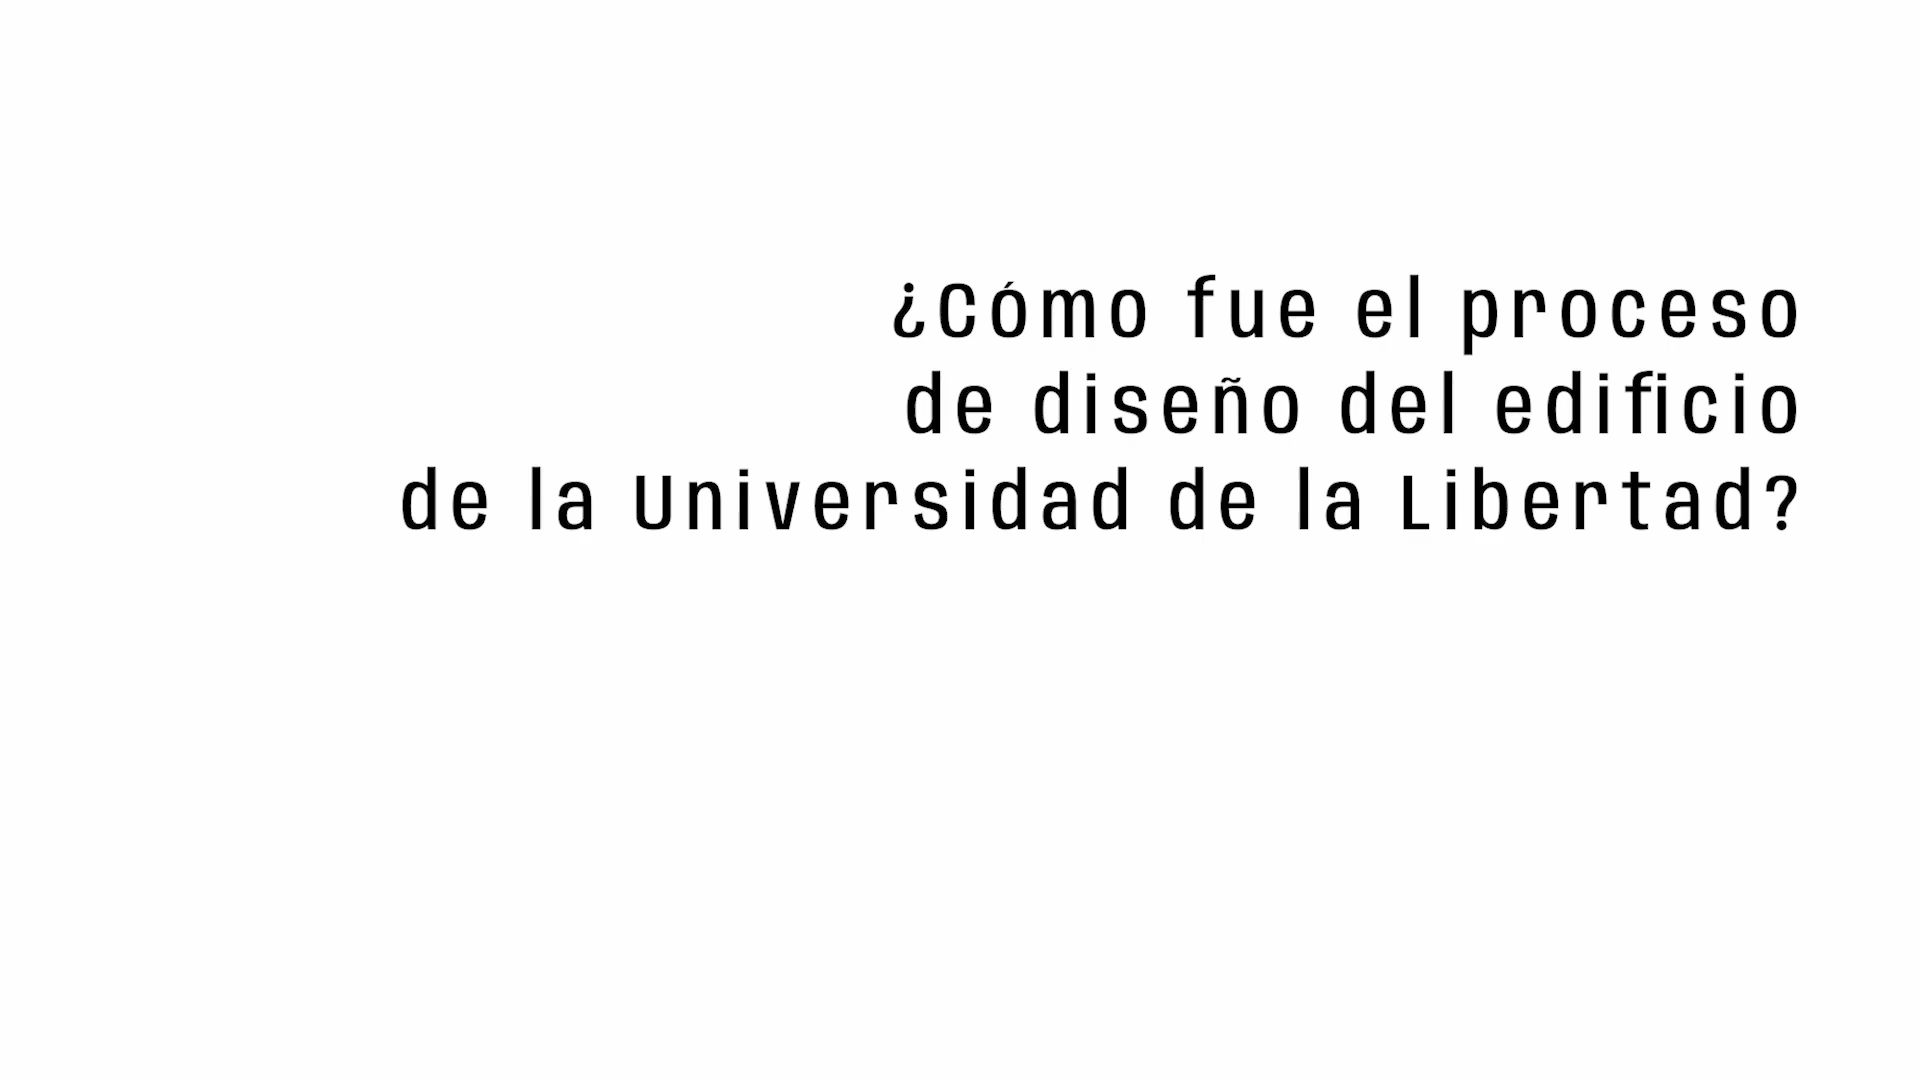 ¿Cómo fue el proceso
de diseño del edificio
de la Universidad de la Libertad?